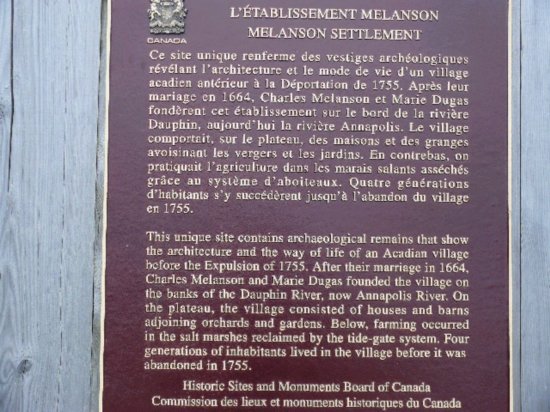 CANADA
L'ÉTABLISSEMENT MELANSON
MELANSON SETTLEMENT
Ce site unique renferme des vestiges archéologiques
révélant l'architecture et le mode de vie d'un village
acadien antérieur à la Déportation de 1755. Après leur
mariage en 1664, Charles Melanson et Marie Dugas
fondèrent cet établissement sur le bord de la rivière
Dauphin, aujourd'hui la rivière Annapolis. Le village
comportait, sur le plateau, des maisons et des granges
avoisinant les vergers et les jardins. En contrebas, on
pratiquait l'agriculture dans les marais salants asséchés
grâce au système d'aboiteaux. Quatre générations
d'habitants s'y succédèrent jusqu'à l'abandon du village
en 1755.
This unique site contains archaeological remains that show
the architecture and the way of life of an Acadian village
before the Expulsion of 1755. After their marriage in 1664,
Charles Melanson and Marie Dugas founded the village on
the banks of the Dauphin River, now Annapolis River. On
the plateau, the village consisted of houses and barns
adjoining orchards and gardens. Below, farming occurred
in the salt marshes reclaimed by the tide-gate system. Four
generations of inhabitants lived in the village before it was
abandoned in 1755.
Historic Sites and Monuments Board of Canada
Commission des lieux et monuments historiques du Canada